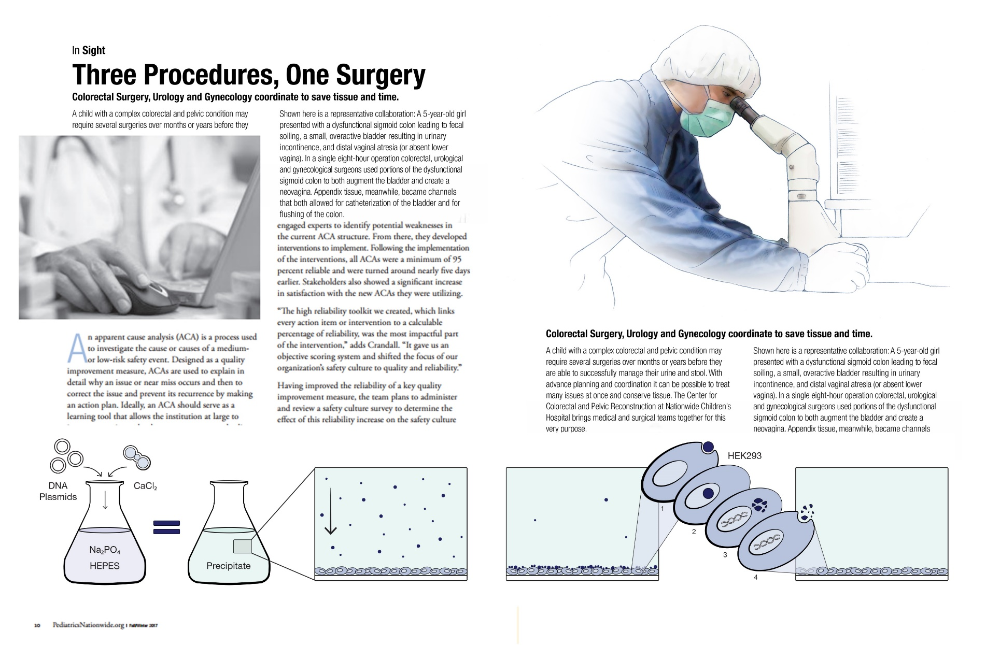 In Sight
Three Procedures, One Surgery
Colorectal Surgery, Urology and Gynecology coordinate to save tissue and time.
A child with a complex colorectal and pelvic condition may
require several surgeries over months or years before they
An apparent cause analysis (ACA) is a process used
to investigate the cause or causes of a medium-
or low-risk safety event. Designed as a quality
improvement measure, ACAs are used to explain in
detail why an issue or near miss occurs and then to
correct the issue and prevent its recurrence by making
an action plan. Ideally, an ACA should serve as a
learning tool that allows the institution at large to
Shown here is a representative collaboration: A 5-year-old girl
presented with a dysfunctional sigmoid colon leading to fecal
soiling, a small, overactive bladder resulting in urinary
incontinence, and distal vaginal atresia (or absent lower
vagina). In a single eight-hour operation colorectal, urological
and gynecological surgeons used portions of the dysfunctional
sigmoid colon to both augment the bladder and create a
neovagina. Appendix tissue, meanwhile, became channels
that both allowed for catheterization of the bladder and for
flushing of the colon.
engaged experts to identify potential weaknesses in
the current ACA structure. From there, they developed
interventions to implement. Following the implementation
of the interventions, all ACAs were a minimum of 95
percent reliable and were turned around nearly five days
earlier. Stakeholders also showed a significant increase
in satisfaction with the new ACAs they were utilizing.
“The high reliability toolkit we created, which links
every action item or intervention to a calculable
percentage of reliability, was the most impactful part
of the intervention,” adds Crandall. “It gave us an
objective scoring system and shifted the focus of our
organization’s safety culture to quality and reliability.”
Having improved the reliability of a key quality
improvement measure, the team plans to administer
and review a safety culture survey to determine the
effect of this reliability increase on the safety culture
Colorectal Surgery, Urology and Gynecology coordinate to save tissue and time.
A child with a complex colorectal and pelvic condition may
require several surgeries over months or years before they
are able to successfully manage their urine and stool. With
advance planning and coordination it can be possible to treat
many issues at once and conserve tissue. The Center for
Colorectal and Pelvic Reconstruction at Nationwide Children’s
Hospital brings medical and surgical teams together for this
very purpose.
Shown here is a representative collaboration: A 5-year-old girl
presented with a dysfunctional sigmoid colon leading to fecal
soiling, a small, overactive bladder resulting in urinary
incontinence, and distal vaginal atresia (or absent lower
vagina). In a single eight-hour operation colorectal, urological
and gynecological surgeons used portions of the dysfunctional
sigmoid colon to both augment the bladder and create a
neovagina. Appendix tissue, meanwhile, became channels
DNA
Plasmids
CaCl₂
Na₂PO₄
HEPES
Precipitate
HEK293
1
2
3
4
10 PediatricsNationwide.org | Fall/Winter 2017